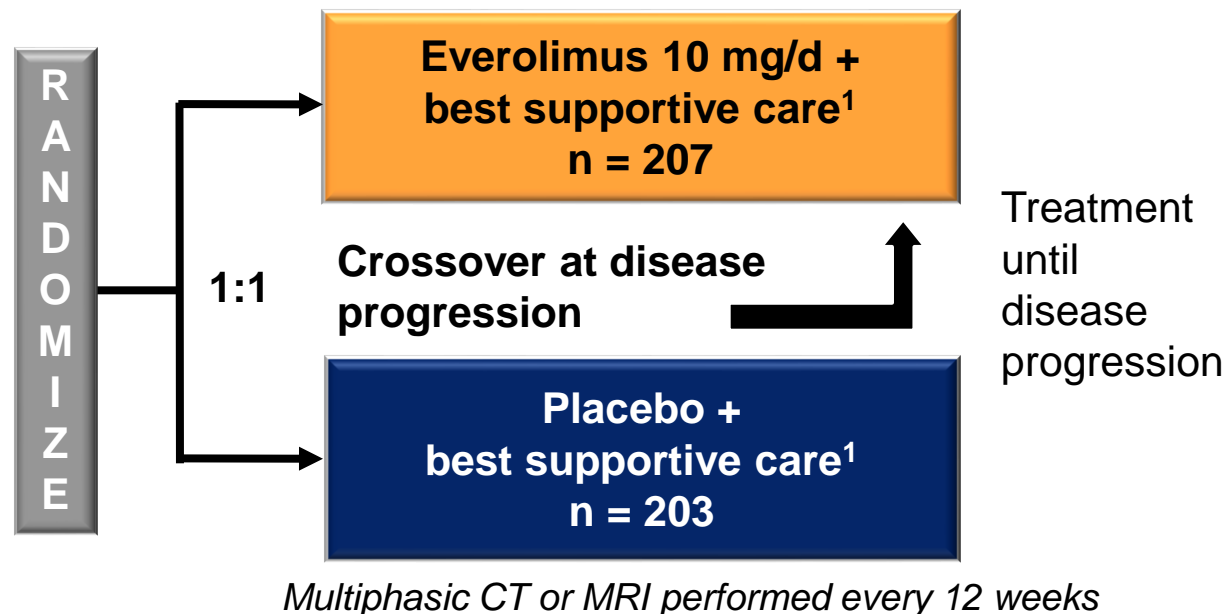 RANDOMIZE
1:1
Everolimus 10 mg/d +
best supportive care¹
n = 207
Crossover at disease
progression
Treatment
until
disease
progression
Placebo +
best supportive care¹
n = 203
Multiphasic CT or MRI performed every 12 weeks